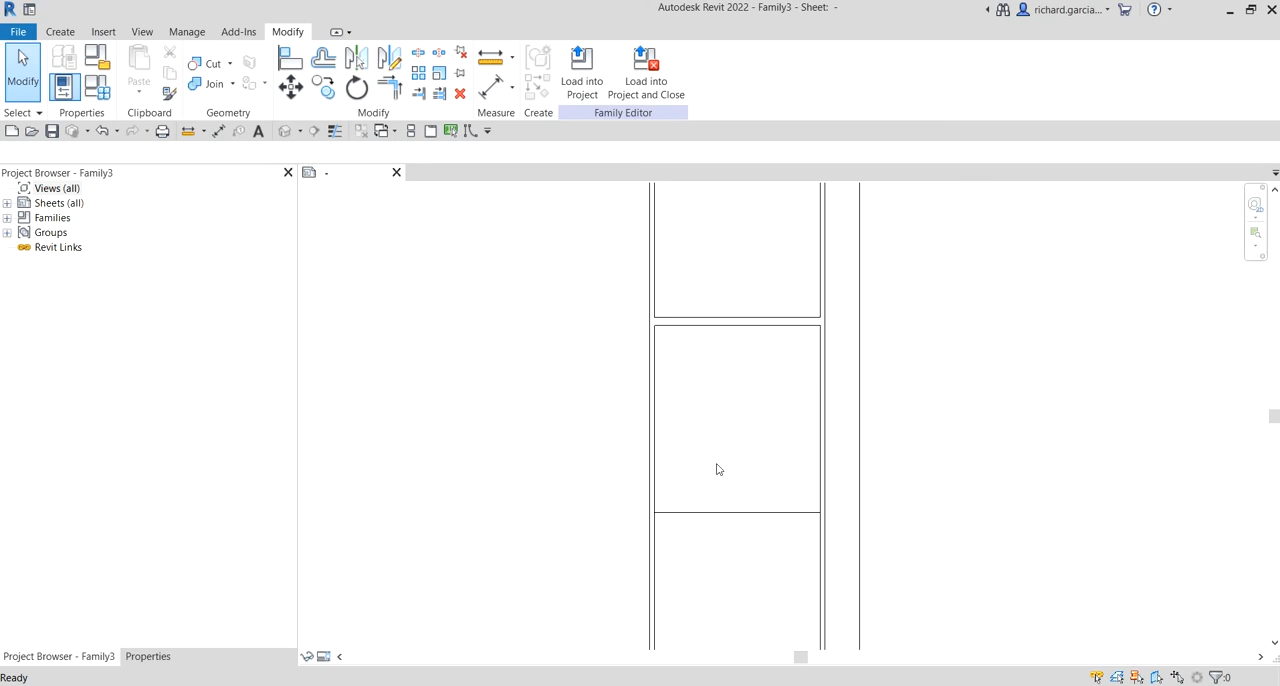 Autodesk Revit 2022 - Family3 - Sheet: -
richard.garcia...
File Create Insert View Manage Add-Ins Modify
Modify Paste Cut Join Load into Project Load into Project and Close
Select Properties Clipboard Geometry Modify Measure Create Family Editor
Project Browser - Family3
-
Views (all)
Sheets (all)
Families
Groups
Revit Links
Project Browser - Family3 Properties
Ready
:0